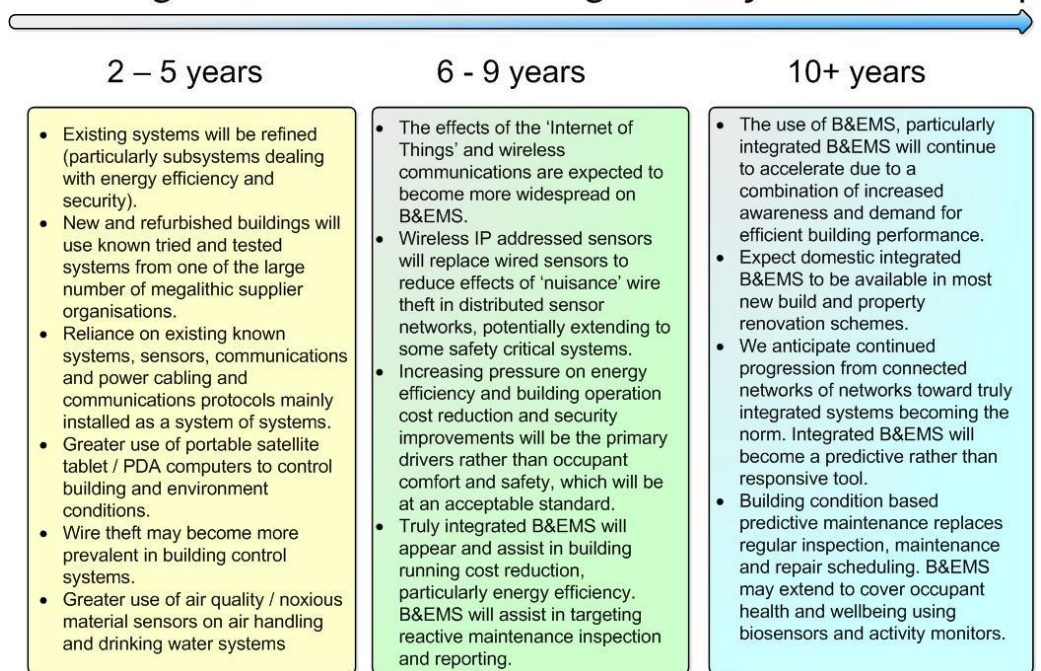 2 – 5 years
• Existing systems will be refined
(particularly subsystems dealing
with energy efficiency and
security).
• New and refurbished buildings will
use known tried and tested
systems from one of the large
number of megalithic supplier
organisations.
• Reliance on existing known
systems, sensors, communications
and power cabling and
communications protocols mainly
installed as a system of systems.
• Greater use of portable satellite
tablet / PDA computers to control
building and environment
conditions.
• Wire theft may become more
prevalent in building control
systems.
• Greater use of air quality / noxious
material sensors on air handling
and drinking water systems
6 - 9 years
• The effects of the ‘Internet of
Things’ and wireless
communications are expected to
become more widespread on
B&EMS.
• Wireless IP addressed sensors
will replace wired sensors to
reduce effects of ‘nuisance’ wire
theft in distributed sensor
networks, potentially extending to
some safety critical systems.
• Increasing pressure on energy
efficiency and building operation
cost reduction and security
improvements will be the primary
drivers rather than occupant
comfort and safety, which will be
at an acceptable standard.
• Truly integrated B&EMS will
appear and assist in building
running cost reduction,
particularly energy efficiency.
B&EMS will assist in targeting
reactive maintenance inspection
and reporting.
10+ years
• The use of B&EMS, particularly
integrated B&EMS will continue
to accelerate due to a
combination of increased
awareness and demand for
efficient building performance.
• Expect domestic integrated
B&EMS to be available in most
new build and property
renovation schemes.
• We anticipate continued
progression from connected
networks of networks toward truly
integrated systems becoming the
norm. Integrated B&EMS will
become a predictive rather than
responsive tool.
• Building condition based
predictive maintenance replaces
regular inspection, maintenance
and repair scheduling. B&EMS
may extend to cover occupant
health and wellbeing using
biosensors and activity monitors.